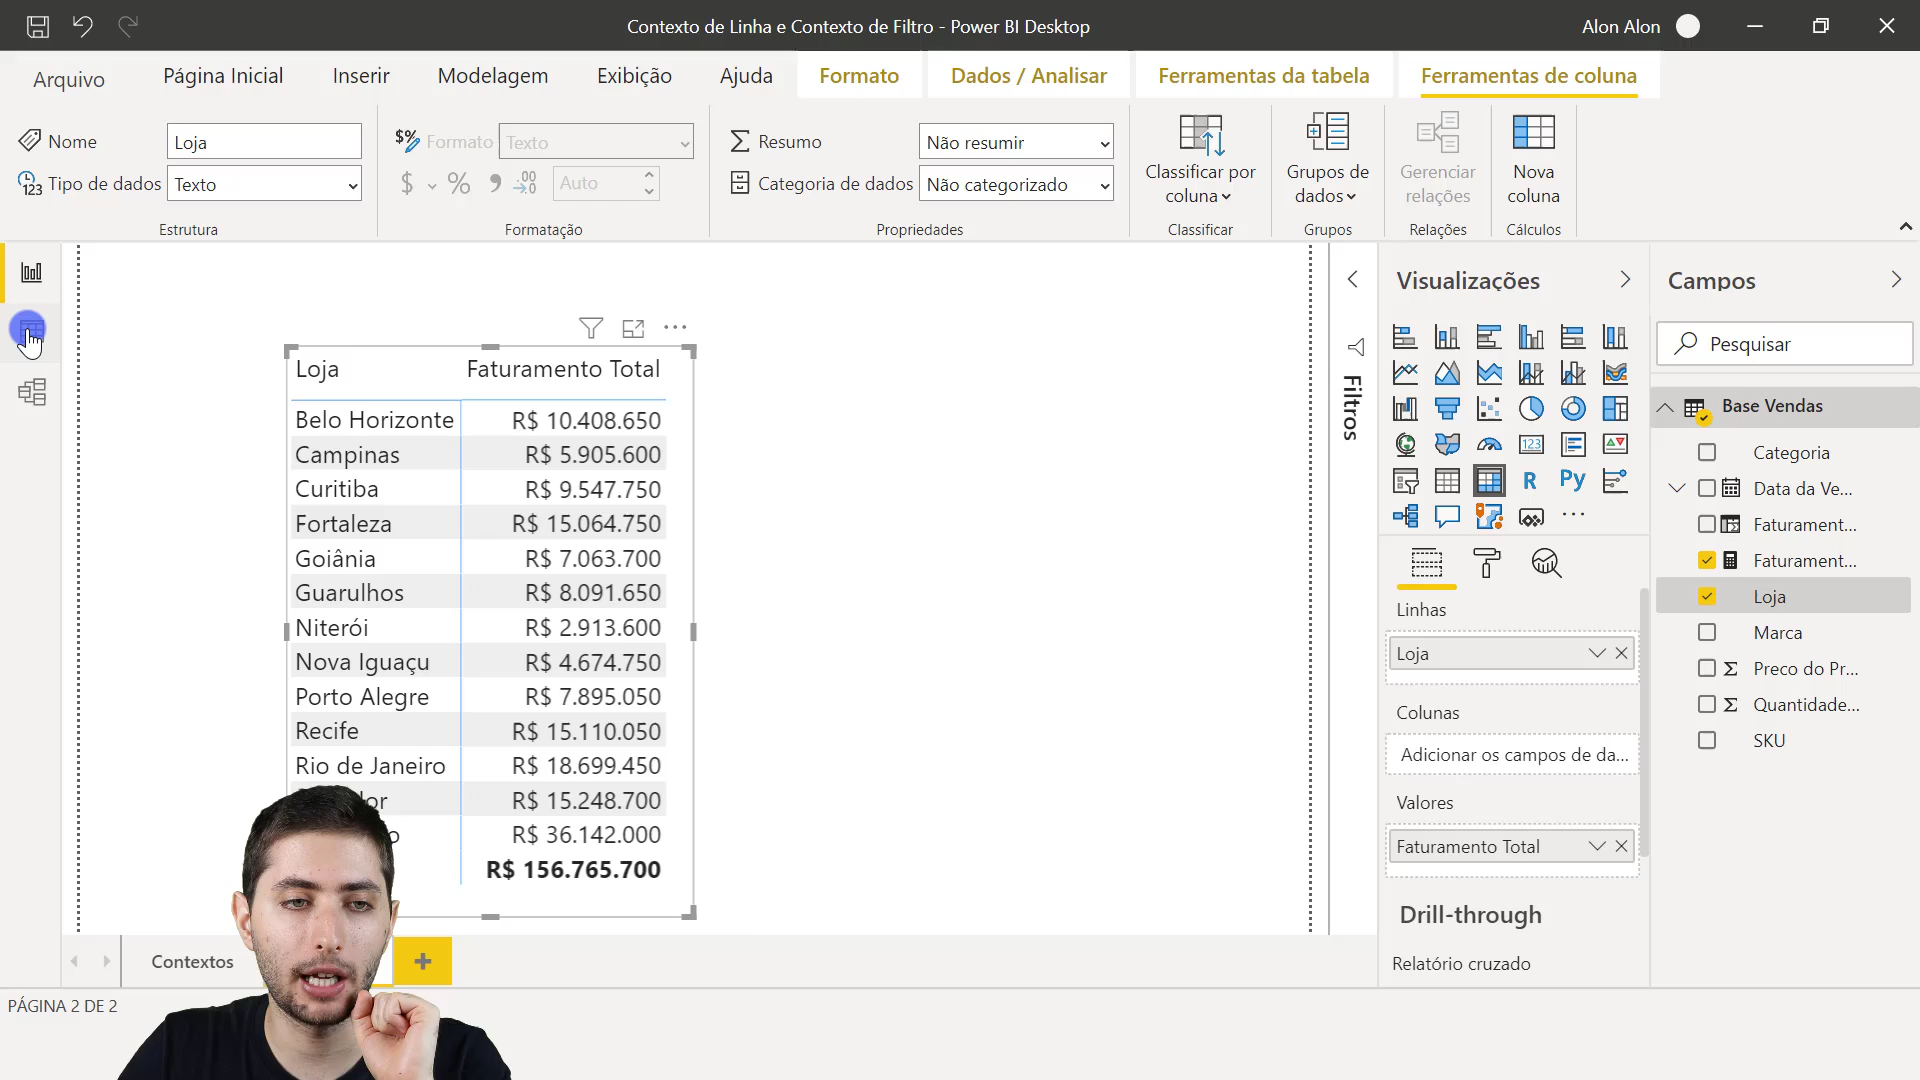 Contexto de Linha e Contexto de Filtro - Power BI Desktop
Alon Alon
Arquivo
Página Inicial
Inserir
Modelagem
Exibição
Ajuda
Formato
Dados / Analisar
Ferramentas da tabela
Ferramentas de coluna
Nome
Loja
Tipo de dados
Texto
Estrutura
Formato
Texto
Auto
Formatação
Resumo
Não resumir
Categoria de dados
Não categorizado
Propriedades
Classificar por
coluna
Classificar
Grupos de
dados
Grupos
Gerenciar
relações
Relações
Nova
coluna
Cálculos
Loja Faturamento Total
Belo Horizonte R$ 10.408.650
Campinas R$ 5.905.600
Curitiba R$ 9.547.750
Fortaleza R$ 15.064.750
Goiânia R$ 7.063.700
Guarulhos R$ 8.091.650
Niterói R$ 2.913.600
Nova Iguaçu R$ 4.674.750
Porto Alegre R$ 7.895.050
Recife R$ 15.110.050
Rio de Janeiro R$ 18.699.450
R$ 15.248.700
R$ 36.142.000
R$ 156.765.700
Contextos
PÁGINA 2 DE 2
Filtros
Visualizações
R
Py
123
Linhas
Loja
Colunas
Adicionar os campos de da...
Valores
Faturamento Total
Drill-through
Relatório cruzado
Campos
Pesquisar
Base Vendas
Categoria
Data da Ve...
Faturament...
Faturament...
Loja
Marca
Preco do Pr...
Quantidade...
SKU